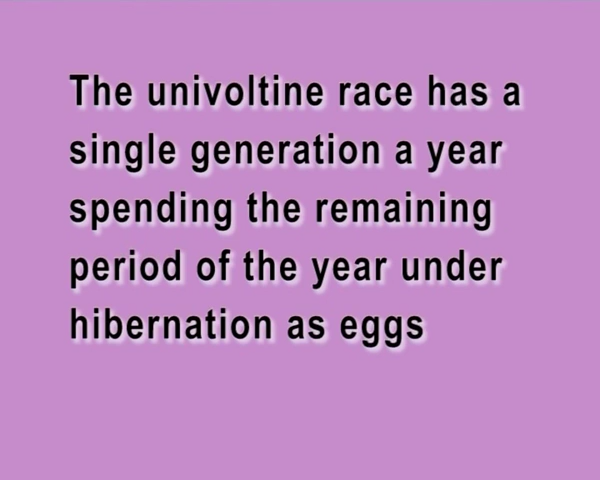 The univoltine race has a
single generation a year
spending the remaining
period of the year under
hibernation as eggs